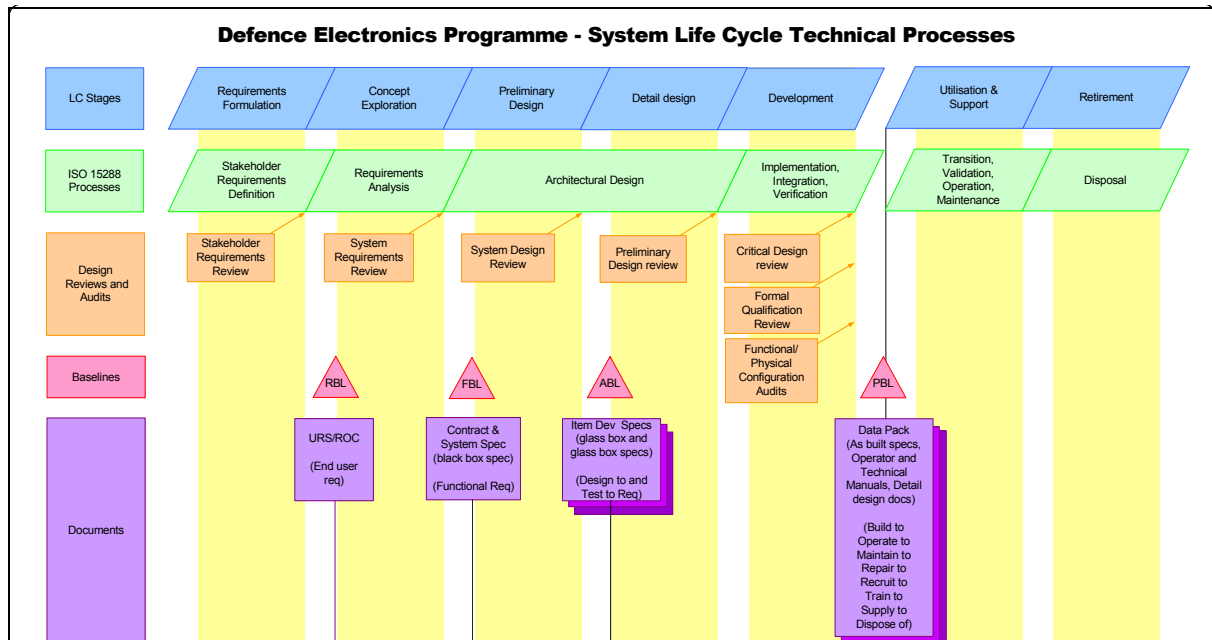 Defence Electronics Programme - System Life Cycle Technical Processes
LC Stages
Requirements
Formulation
Concept
Exploration
Preliminary
Design
Detail design
Development
Utilisation &
Support
Retirement
ISO 15288
Processes
Stakeholder
Requirements
Definition
Requirements
Analysis
Architectural Design
Implementation,
Integration,
Verification
Transition,
Validation,
Operation,
Maintenance
Disposal
Design
Reviews and
Audits
Stakeholder
Requirements
Review
System
Requirements
Review
System Design
Review
Preliminary
Design review
Critical Design
review
Formal
Qualification
Review
Functional/
Physical
Configuration
Audits
Baselines
RBL
FBL
ABL
PBL
Documents
URS/ROC
(End user
req)
Contract &
System Spec
(black box spec)
(Functional Req)
Item Dev Specs
(glass box and
glass box specs)
(Design to and
Test to Req)
Data Pack
(As built specs,
Operator and
Technical
Manuals, Detail
design docs)
(Build to
Operate to
Maintain to
Repair to
Recruit to
Train to
Supply to
Dispose of)